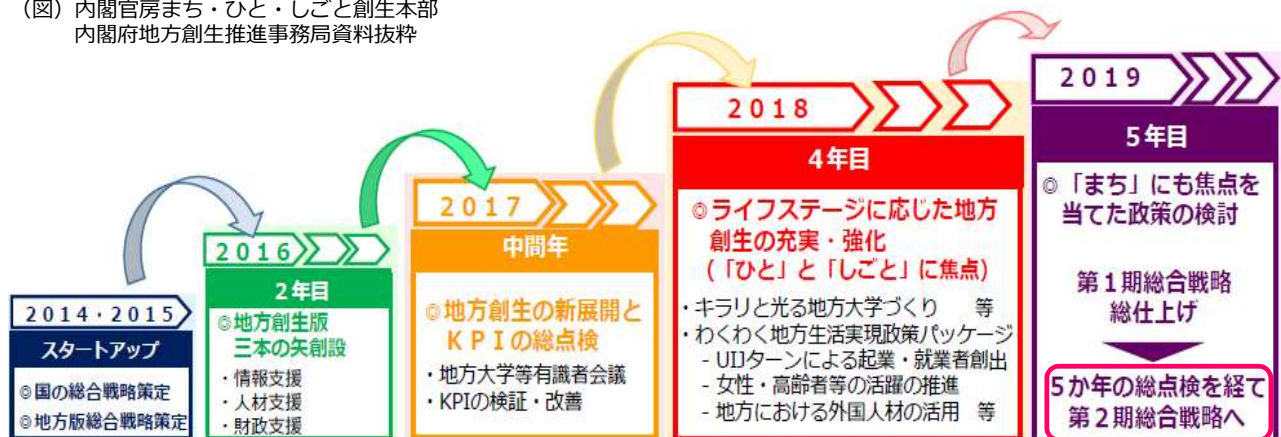 (図)内閣官房まち・ひと・しごと創生本部
内閣府地方創生推進事務局資料抜粋
2014・2015
スタートアップ
◎国の総合戦略策定
◎地方版総合戦略策定
2016
2年目
◎地方創生版
三本の矢創設
・情報支援
・人材支援
・財政支援
2017
中間年
◎地方創生の新展開と
KPIの総点検
・地方大学等有識者会議
・KPIの検証・改善
2018
4年目
◎ライフステージに応じた地方
創生の充実・強化
(「ひと」と「しごと」に焦点)
・キラリと光る地方大学づくり 等
・わくわく地方生活実現政策パッケージ
- UIJターンによる起業・就業者創出
- 女性・高齢者等の活躍の推進
- 地方における外国人材の活用 等
2019
5年目
◎「まち」にも焦点を
当てた政策の検討
第1期総合戦略
総仕上げ
5か年の総点検を経て
第2期総合戦略へ